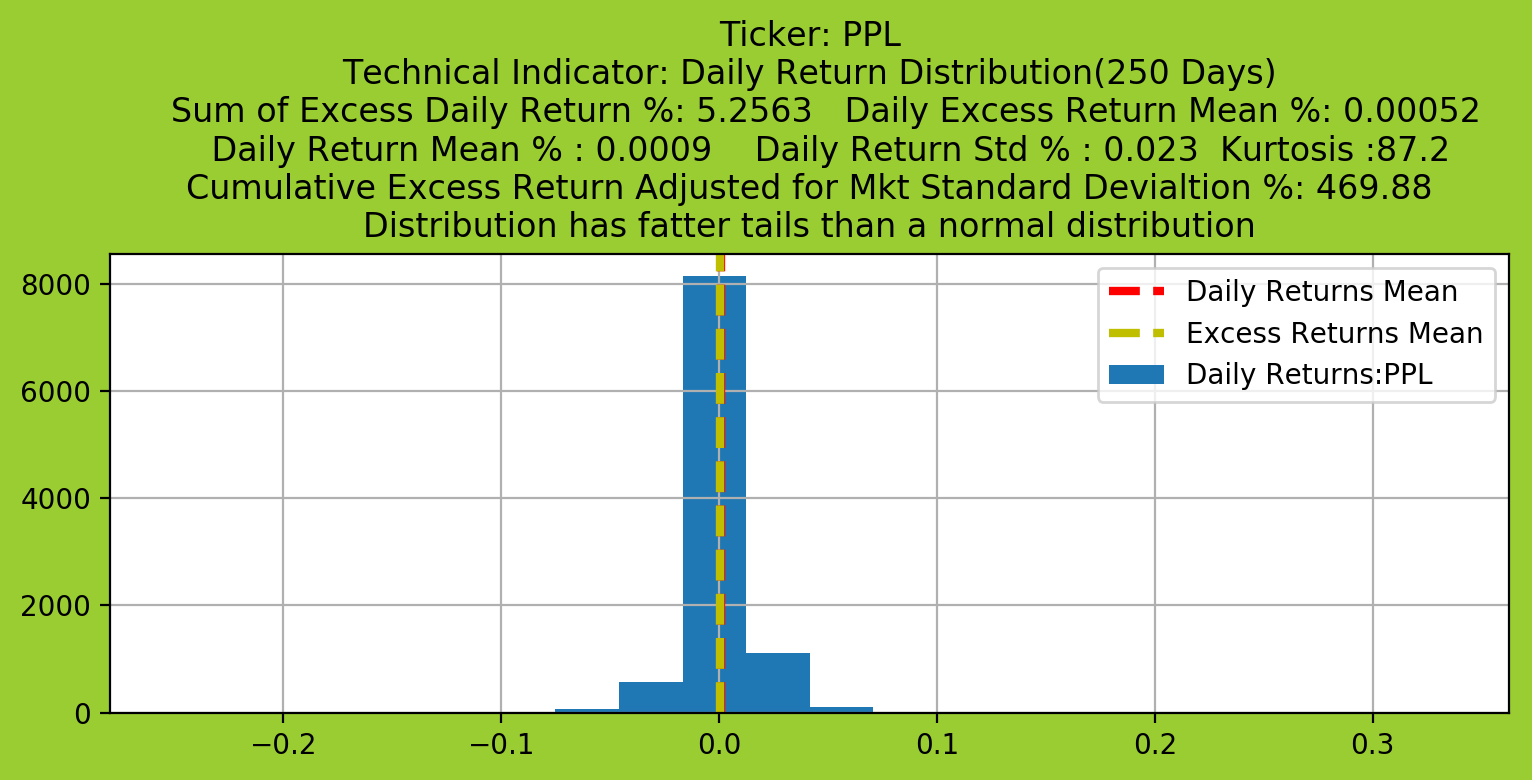 Ticker: PPL
Technical Indicator: Daily Return Distribution(250 Days)
Sum of Excess Daily Return %: 5.2563   Daily Excess Return Mean %: 0.00052
Daily Return Mean % : 0.0009    Daily Return Std % : 0.023  Kurtosis :87.2
Cumulative Excess Return Adjusted for Mkt Standard Devialtion %: 469.88
Distribution has fatter tails than a normal distribution
8000
6000
4000
2000
0
Daily Returns Mean
Excess Returns Mean
Daily Returns:PPL
−0.2 −0.1 0.0 0.1 0.2 0.3